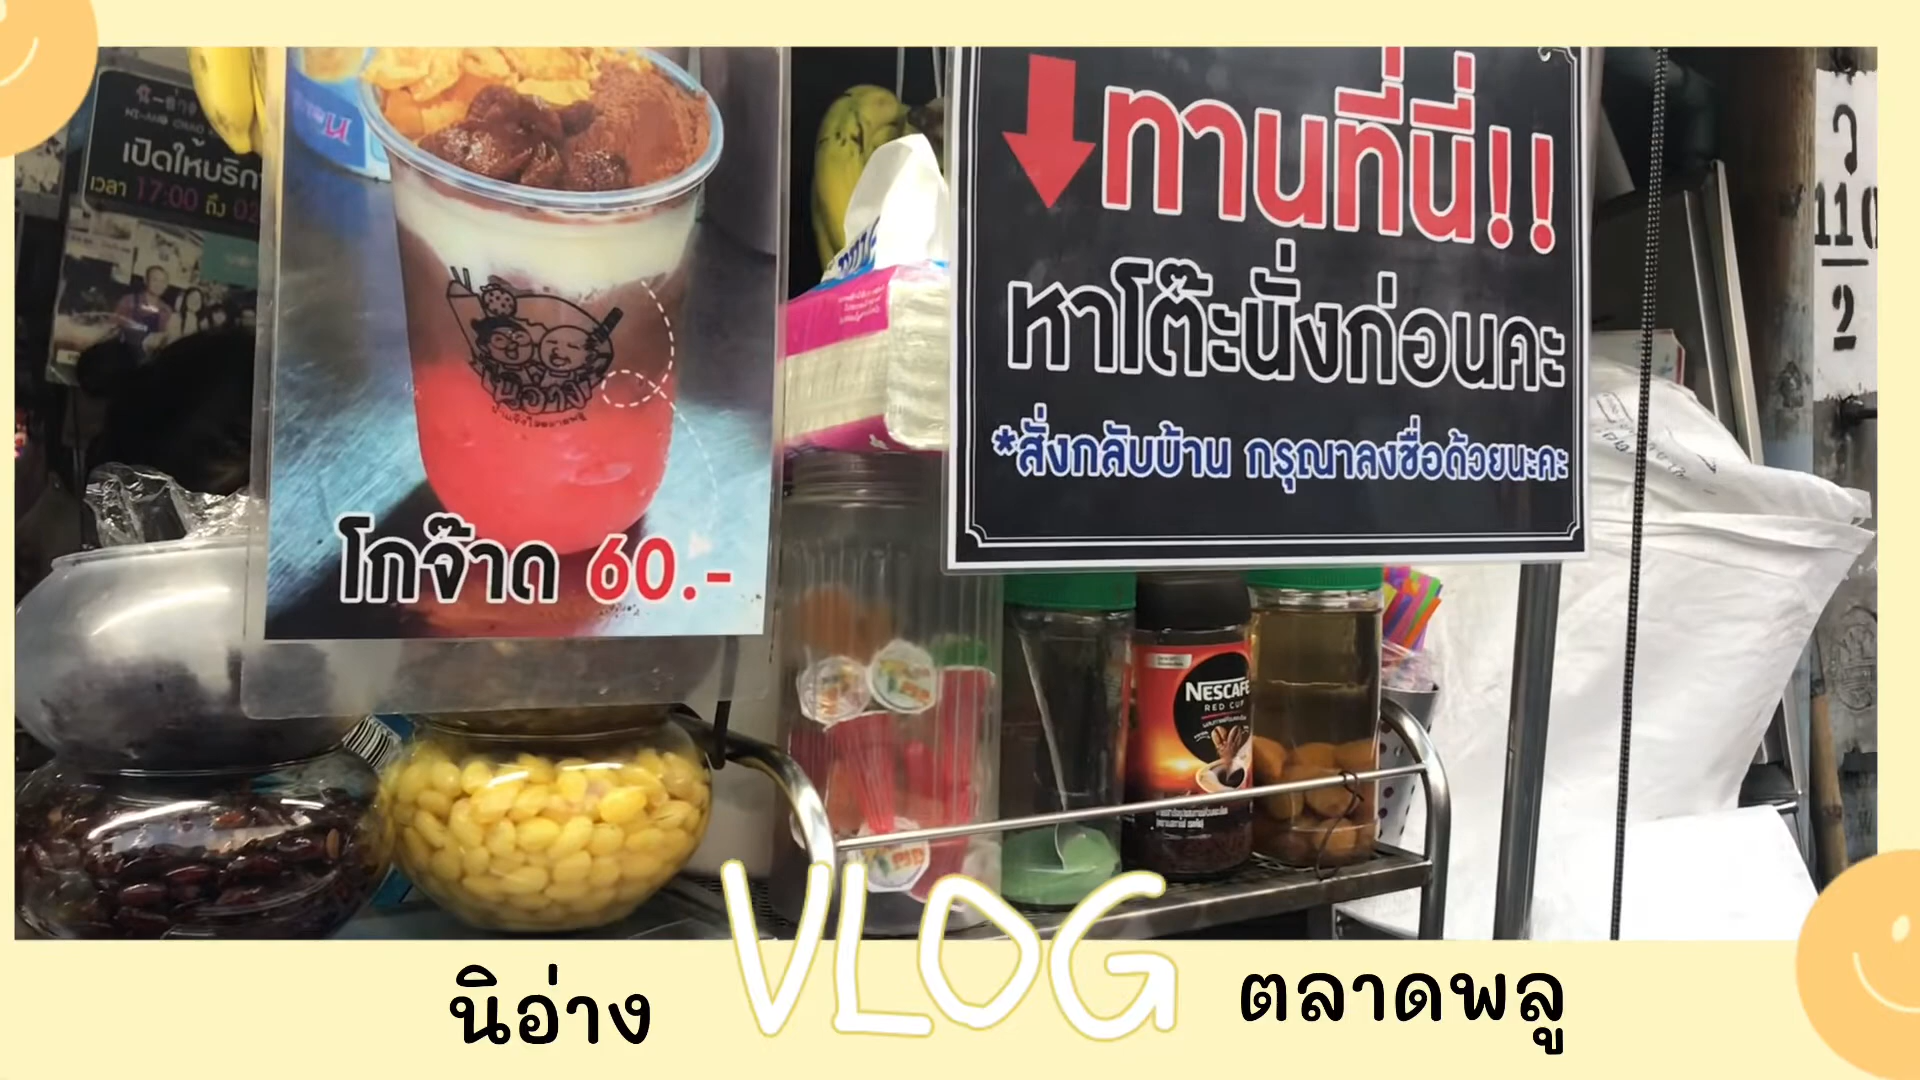 เปิดให้บริก
เวลา 17:00 ถึง 02
โกจ๊าด 60.-
ทานที่นี่!!
หาโต๊ะนั่งก่อนคะ
*สั่งกลับบ้าน กรุณาลงชื่อด้วยนะคะ
ว
110
2
NESCAFÉ
RED CUP
VLOG
นิอ่าง
ตลาดพลู